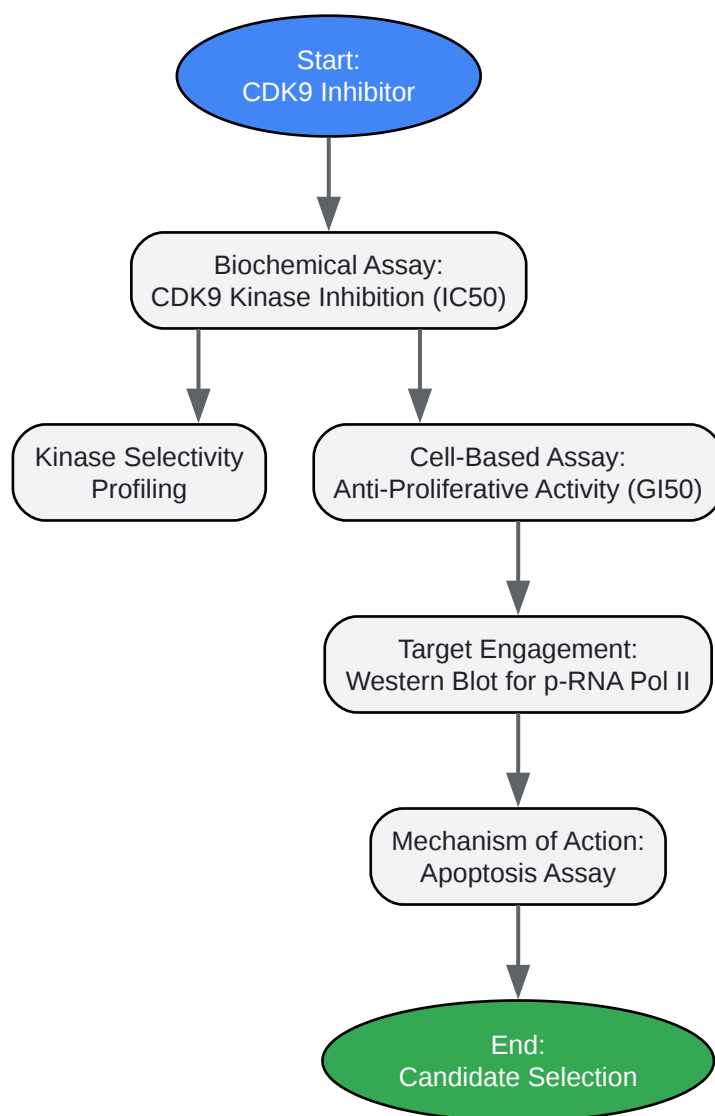 Start:
CDK9 Inhibitor
Biochemical Assay:
CDK9 Kinase Inhibition (IC50)
Kinase Selectivity
Profiling
Cell-Based Assay:
Anti-Proliferative Activity (GI50)
Target Engagement:
Western Blot for p-RNA Pol II
Mechanism of Action:
Apoptosis Assay
End:
Candidate Selection